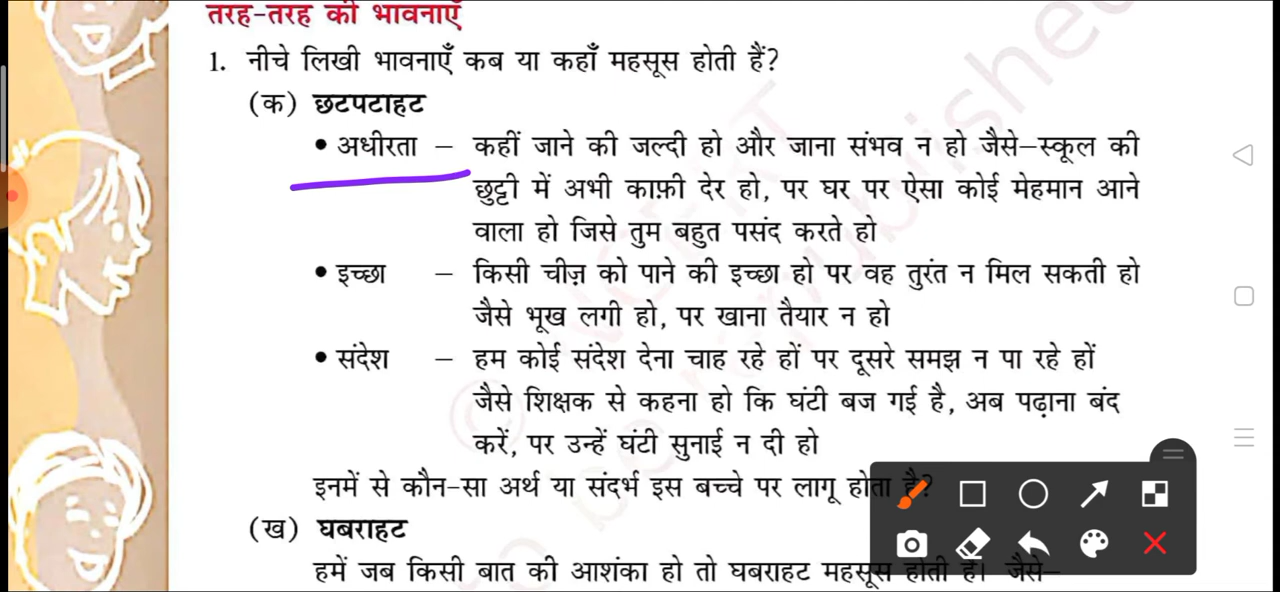 तरह-तरह की भावनाएँ
1. नीचे लिखी भावनाएँ कब या कहाँ महसूस होती हैं?
(क) छटपटाहट
• अधीरता – कहीं जाने की जल्दी हो और जाना संभव न हो जैसे–स्कूल की
छुट्टी में अभी काफ़ी देर हो, पर घर पर ऐसा कोई मेहमान आने
वाला हो जिसे तुम बहुत पसंद करते हो
• इच्छा – किसी चीज़ को पाने की इच्छा हो पर वह तुरंत न मिल सकती हो
जैसे भूख लगी हो, पर खाना तैयार न हो
• संदेश – हम कोई संदेश देना चाह रहे हों पर दूसरे समझ न पा रहे हों
जैसे शिक्षक से कहना हो कि घंटी बज गई है, अब पढ़ाना बंद
करें, पर उन्हें घंटी सुनाई न दी हो
इनमें से कौन-सा अर्थ या संदर्भ इस बच्चे पर लागू होता है?
(ख) घबराहट
हमें जब किसी बात की आशंका हो तो घबराहट महसूस होती है। जैसे–